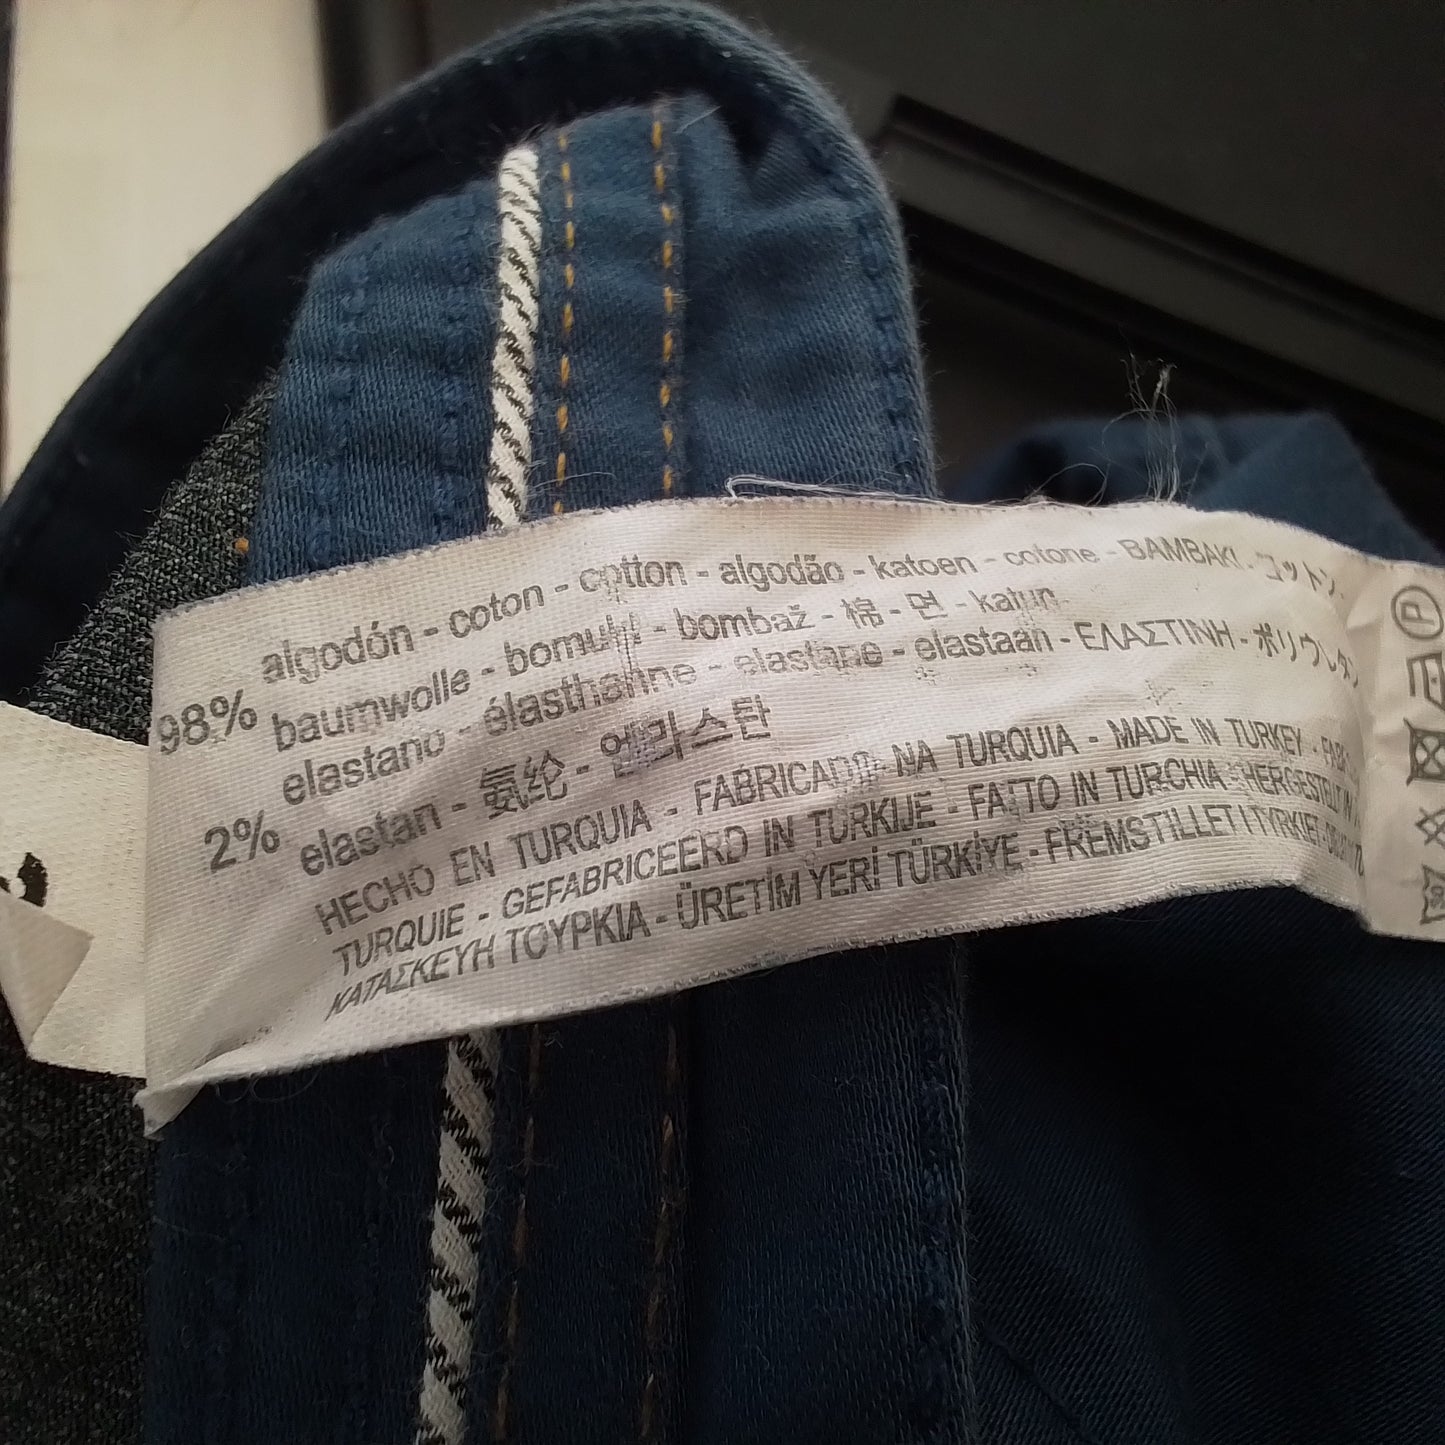 98% algodón - coton - cotton - algodão - katoen - cotone - BAMBAKI - コットン -
baumwolle - bomuld - bombaž - 棉 - 면 - katun
2% elastano - élasthanne - elastane - elastaan - ΕΛΑΣΤΙΝΗ - ポリウレタン
elastan - 氨纶 - 엘라스탄
HECHO EN TURQUIA - FABRICADO NA TURQUIA - MADE IN TURKEY -
TURQUIE - GEFABRICEERD IN TURKIJE - FATTO IN TURCHIA - HERGESTELLT IN
ΚΑΤΑΣΚΕΥΗ ΤΟΥΡΚΙΑ - ÜRETİM YERİ TÜRKİYE - FREMSTILLET I TYRKIET -
P